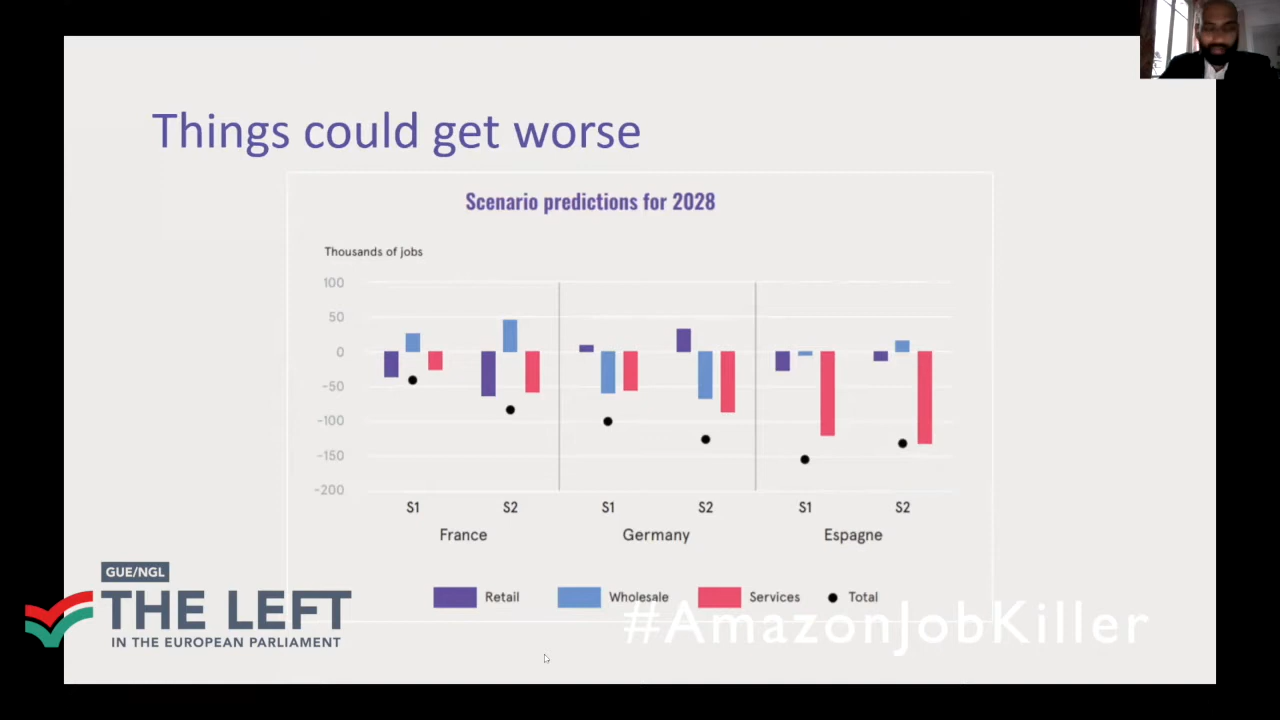 Things could get worse
Scenario predictions for 2028
Thousands of jobs
100
50
0
-50
-100
-150
-200
S1 S2 S1 S2 S1 S2
France Germany Espagne
Retail Wholesale Services Total
#AmazonJobKiller
GUE/NGL
THE LEFT
IN THE EUROPEAN PARLIAMENT